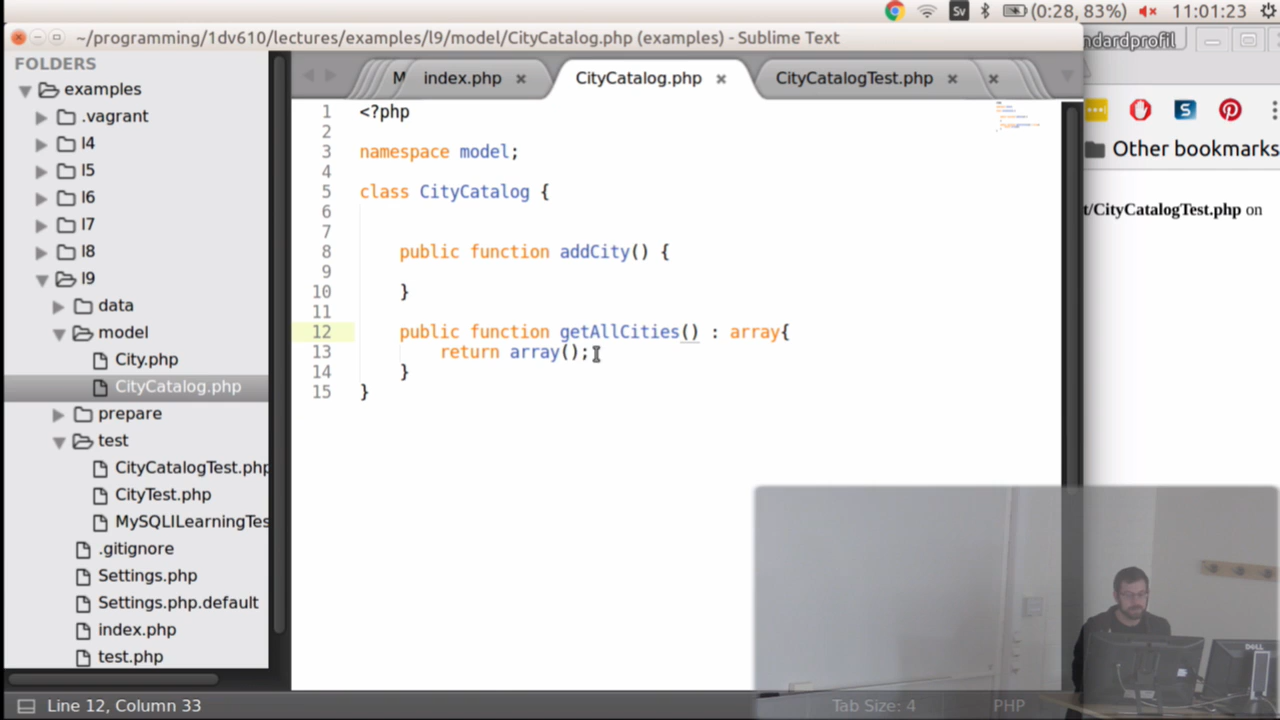 Sv (0:28, 83%) 11:01:23
~/programming/1dv610/lectures/examples/l9/model/CityCatalog.php (examples) - Sublime Text
ndardprofil
FOLDERS
examples
.vagrant
l4
l5
l6
l7
l8
l9
data
model
City.php
CityCatalog.php
prepare
test
CityCatalogTest.php
CityTest.php
MySQLILearningTes
.gitignore
Settings.php
Settings.php.default
index.php
test.php
M index.php × CityCatalog.php × CityCatalogTest.php × ×
1 <?php
2
3 namespace model;
4
5 class CityCatalog {
6
7
8 public function addCity() {
9
10 }
11
12 public function getAllCities() : array{
13 return array();
14 }
15 }
Other bookmarks
t/CityCatalogTest.php on
DELL
Line 12, Column 33
Tab Size: 4
PHP